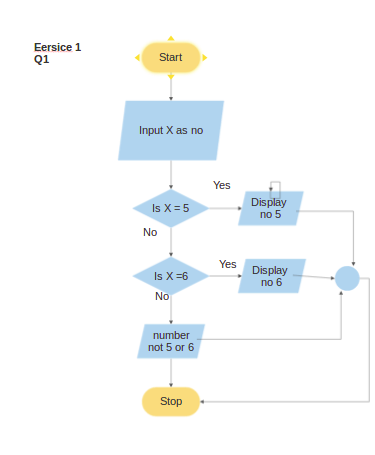 Eersice 1
Q1
Start
Input X as no
Yes
Is X = 5
Display
no 5
No
Yes
Is X =6
Display
no 6
No
number
not 5 or 6
Stop